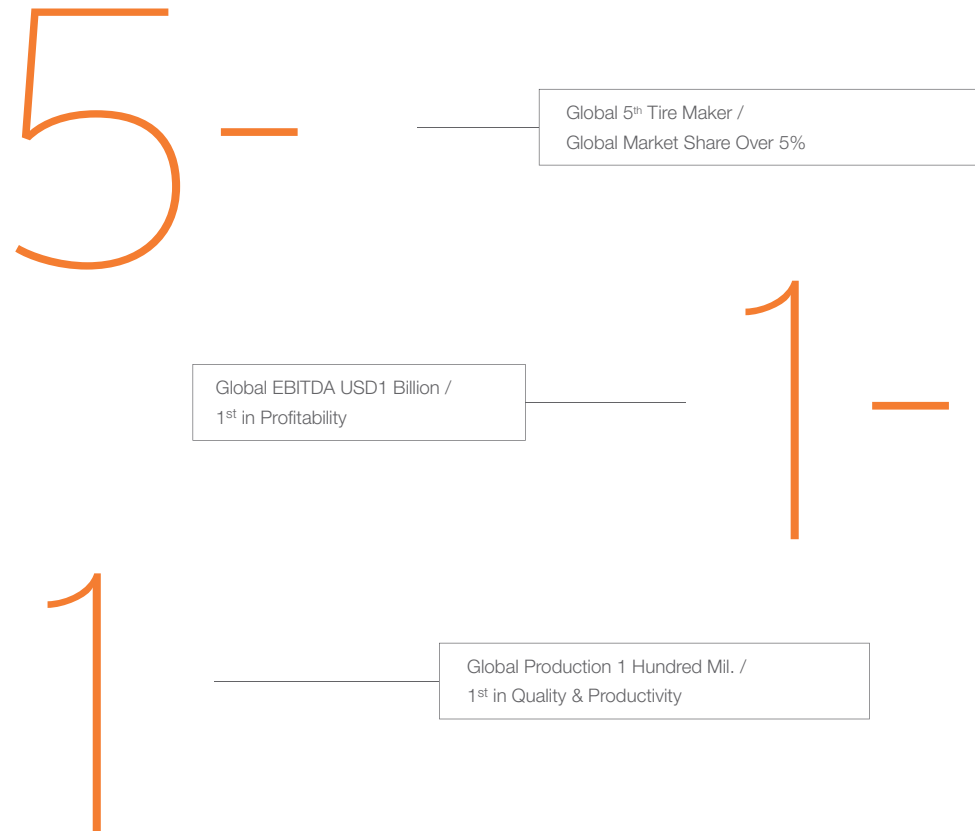 5 –
Global 5th Tire Maker /
Global Market Share Over 5%
1 –
Global EBITDA USD1 Billion /
1st in Profitability
1
Global Production 1 Hundred Mil. /
1st in Quality & Productivity